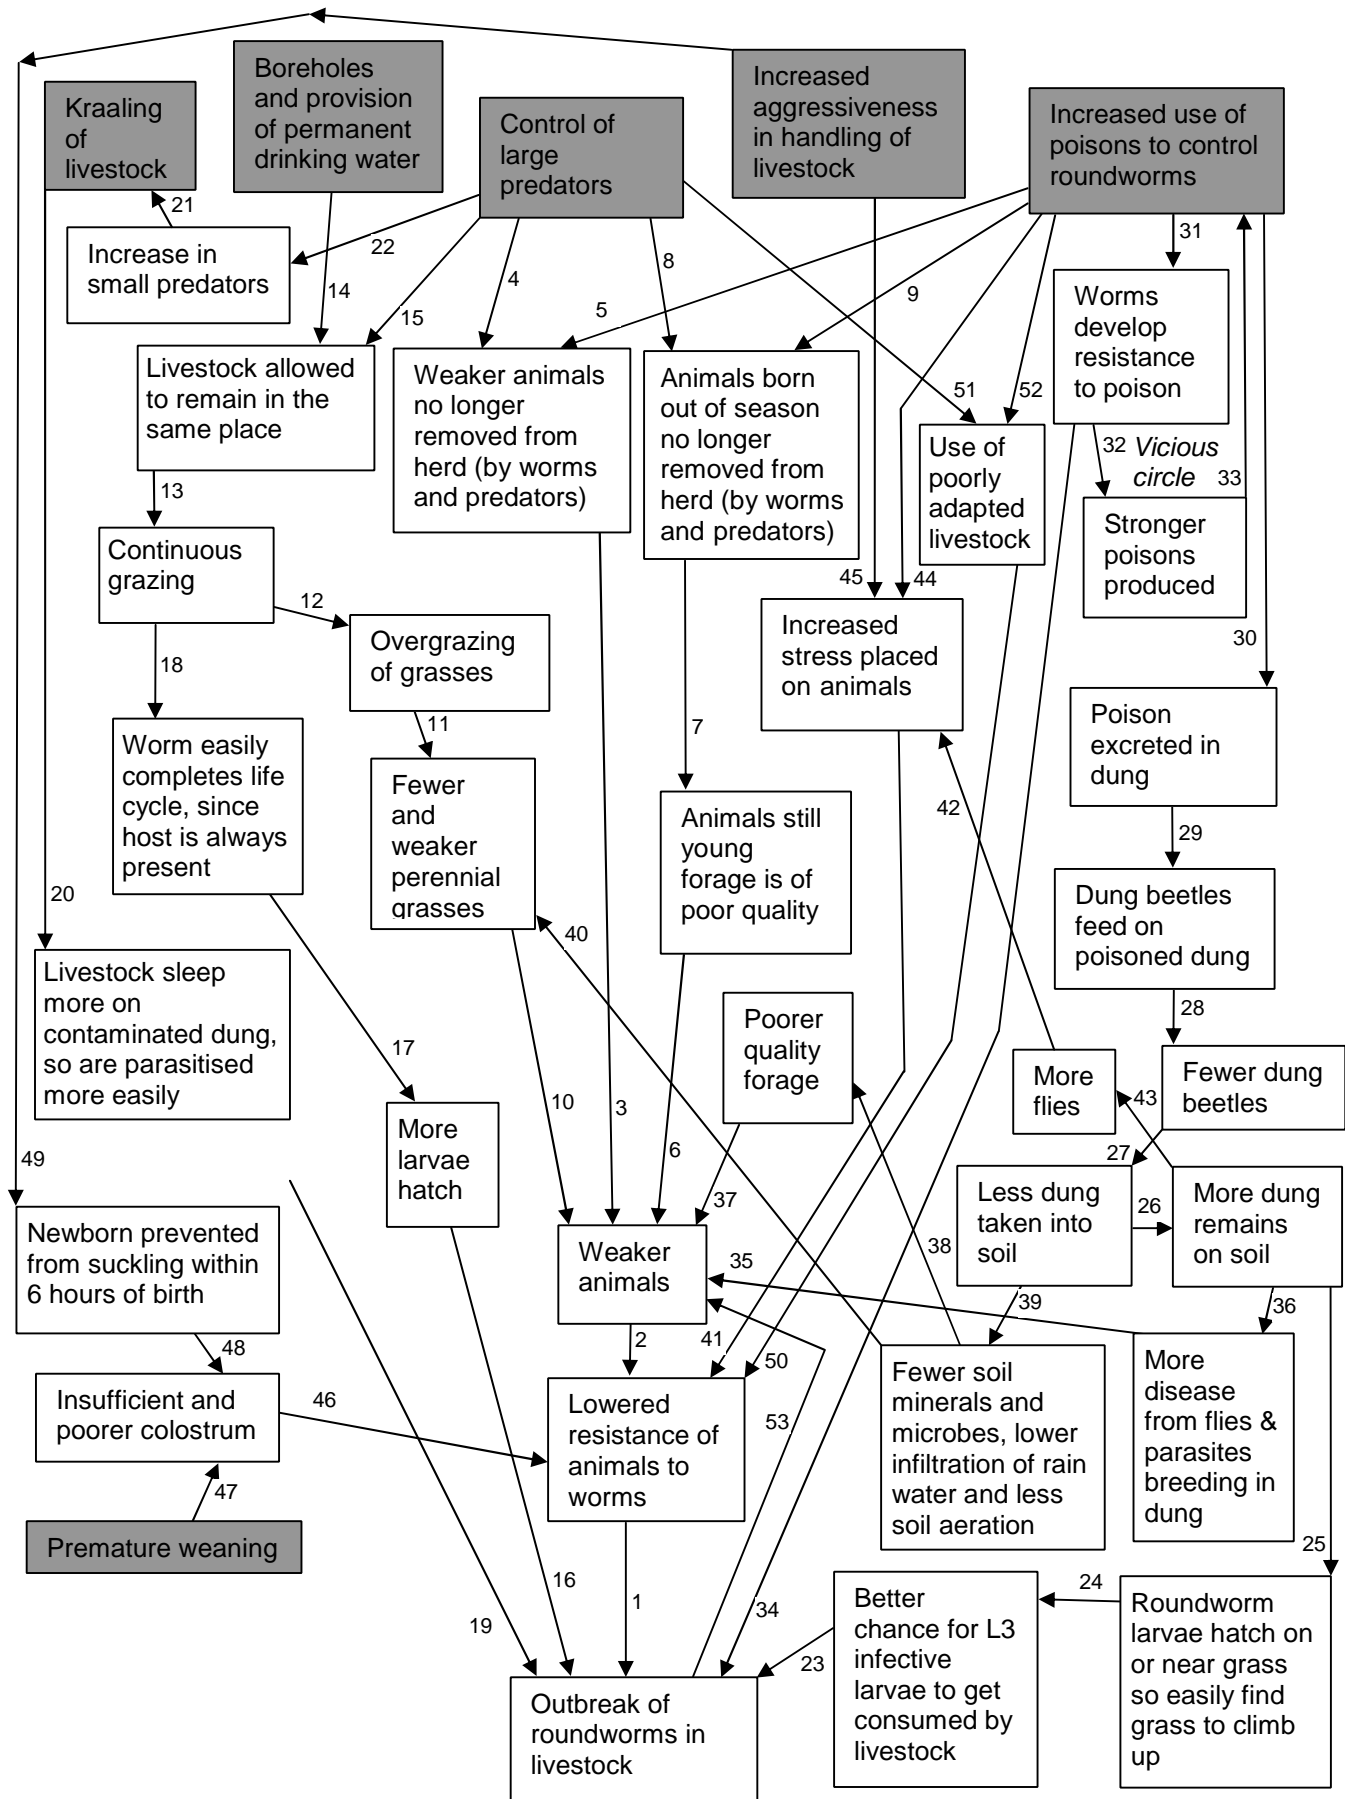 Boreholes
and provision
of permanent
drinking water
Increased
aggressiveness
in handling of
livestock
Kraaling
of
livestock
Control of
large
predators
Increased use of
poisons to control
roundworms
21
22
4
8
5
9
31
14
15
Increase in
small predators
Worms
develop
resistance
to poison
Livestock allowed
to remain in the
same place
Weaker animals
no longer
removed from
herd (by worms
and predators)
Animals born
out of season
no longer
removed from
herd (by worms
and predators)
51
52
Use of
poorly
adapted
livestock
32
Vicious
circle
33
13
Stronger
poisons
produced
Continuous
grazing
12
45
44
Overgrazing
of grasses
Increased
stress placed
on animals
30
18
11
7
Poison
excreted in
dung
Worm easily
completes life
cycle, since
host is always
present
Fewer
and
weaker
perennial
grasses
Animals still
young
forage is of
poor quality
42
29
20
40
Dung beetles
feed on
poisoned dung
Livestock sleep
more on
contaminated dung,
so are parasitised
more easily
17
Poorer
quality
forage
28
More
flies
43
Fewer dung
beetles
10
3
6
More
larvae
hatch
27
49
37
38
Less dung
taken into
soil
26
More dung
remains
on soil
Newborn prevented
from suckling within
6 hours of birth
Weaker
animals
35
39
36
48
2
41
50
Insufficient and
poorer colostrum
46
Lowered
resistance of
animals to
worms
53
Fewer soil
minerals and
microbes, lower
infiltration of rain
water and less
soil aeration
More
disease
from flies &
parasites
breeding in
dung
47
Premature weaning
25
19
16
1
34
23
24
Better
chance for L3
infective
larvae to get
consumed by
livestock
Roundworm
larvae hatch on
or near grass
so easily find
grass to climb
up
Outbreak of
roundworms in
livestock